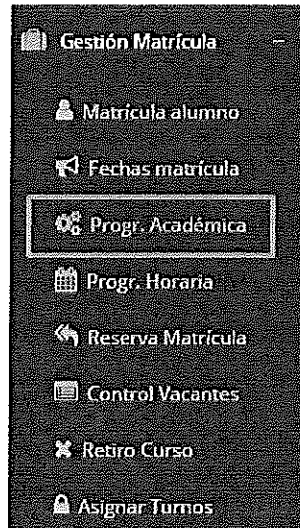 Gestión Matrícula
Matrícula alumno
Fechas matrícula
Progr. Académica
Progr. Horaria
Reserva Matrícula
Control Vacantes
Retiro Curso
Asignar Turnos